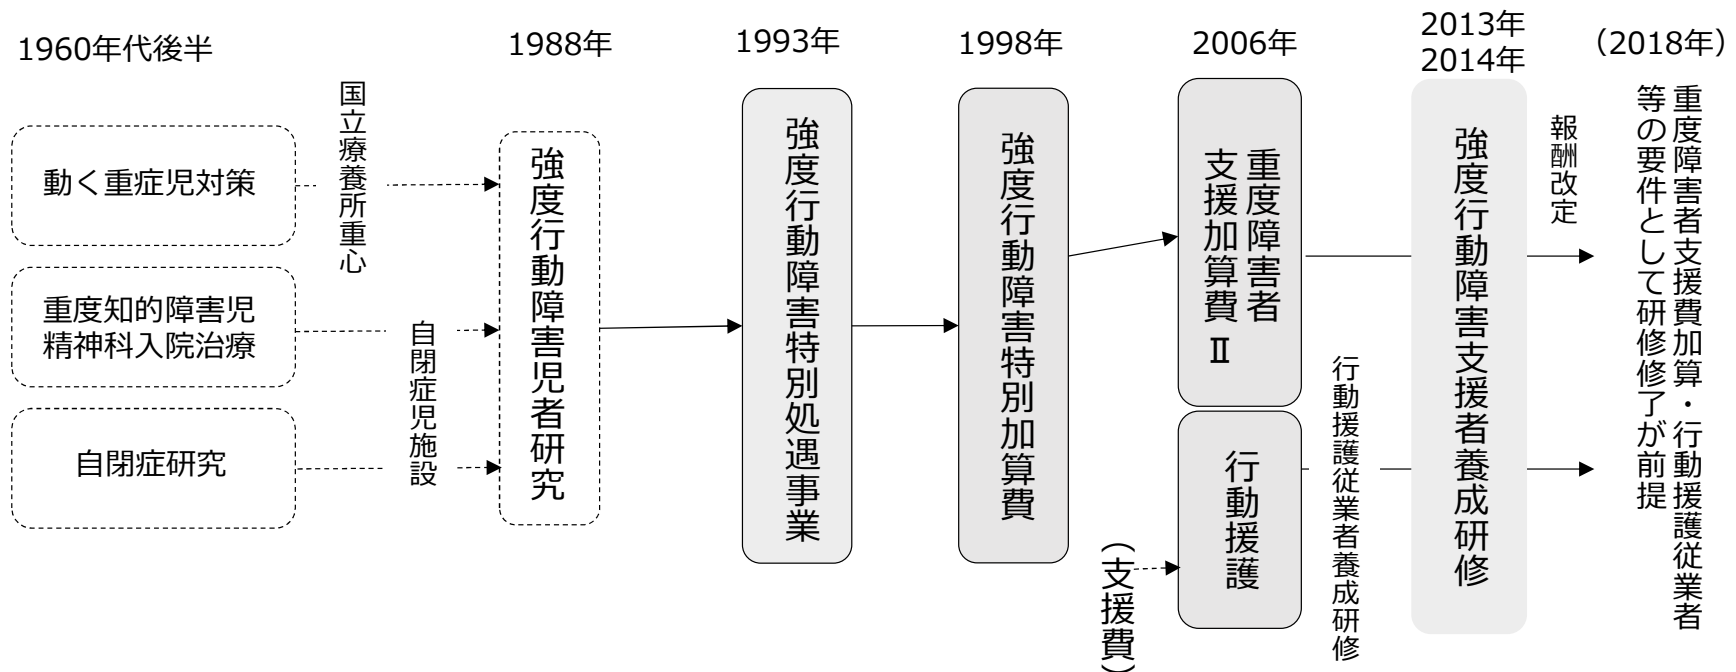 1960年代後半
1988年
1993年
1998年
2006年
2013年
2014年
（2018年）
動く重症児対策
重度知的障害児
精神科入院治療
自閉症研究
国立療養所重心
自閉症児施設
強度行動障害児者研究
強度行動障害特別処遇事業
強度行動障害特別加算費
重度障害者
支援加算費Ⅱ
行動援護
（支援費）
行動援護従業者養成研修
強度行動障害支援者養成研修
報酬改定
重度障害者支援費加算・行動援護従業者
等の要件として研修修了が前提